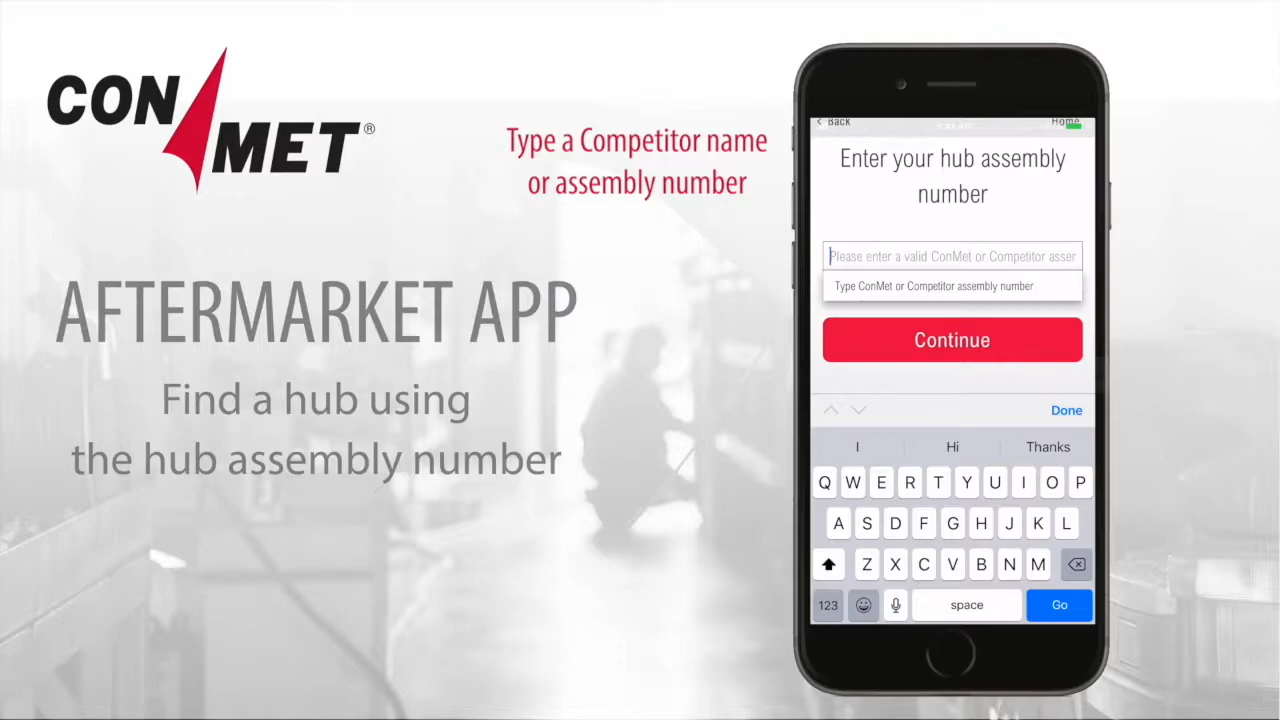 CONMET®
Type a Competitor name
or assembly number
AFTERMARKET APP
Find a hub using
the hub assembly number
Back
Home
Enter your hub assembly
number
Please enter a valid ConMet or Competitor asser
Type ConMet or Competitor assembly number
Continue
Done
I Hi Thanks
Q W E R T Y U I O P
A S D F G H J K L
Z X C V B N M
123 space Go